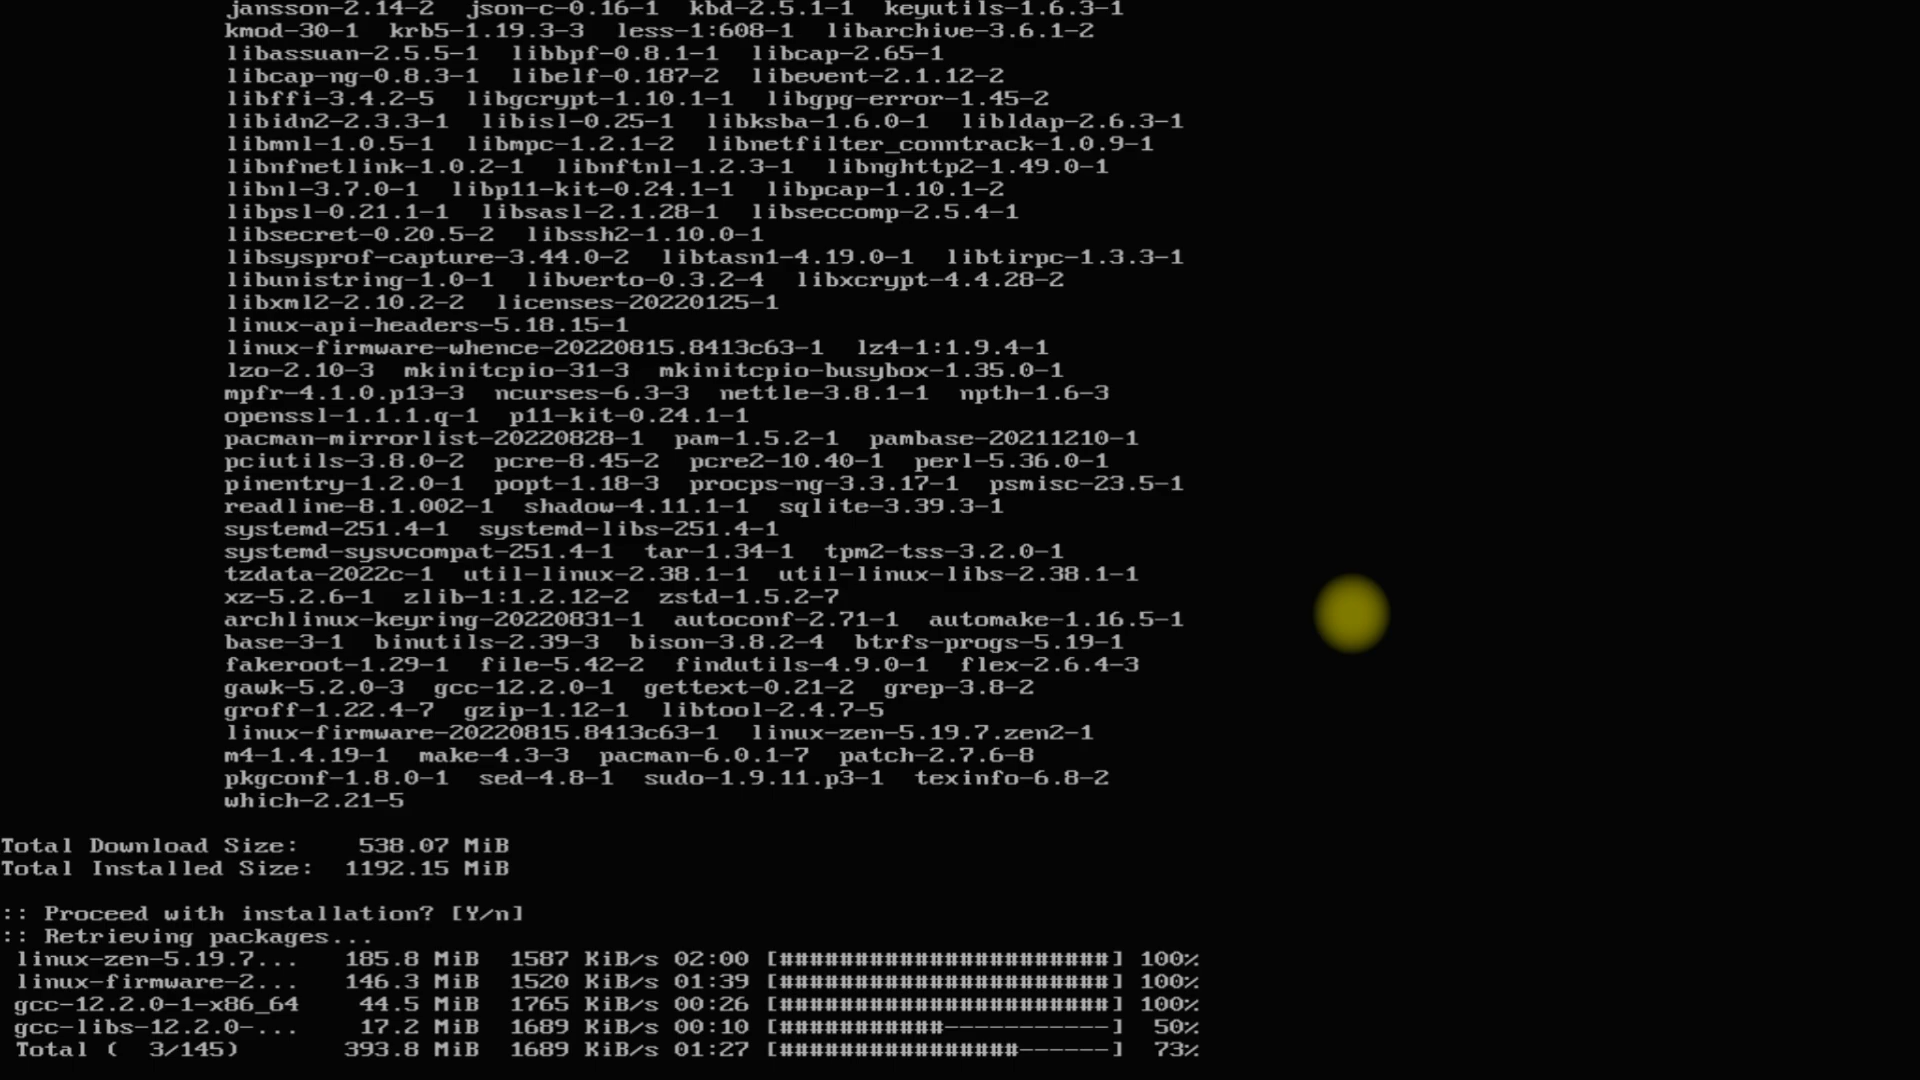 jansson-2.14-2  json-c-0.16-1  kbd-2.5.1-1  keyutils-1.6.3-1
kmod-30-1  krb5-1.19.3-3  less-1:608-1  libarchive-3.6.1-2
libassuan-2.5.5-1  libbpf-0.8.1-1  libcap-2.65-1
libcap-ng-0.8.3-1  libelf-0.187-2  libevent-2.1.12-2
libffi-3.4.2-5  libgcrypt-1.10.1-1  libgpg-error-1.45-2
libidn2-2.3.3-1  libisl-0.25-1  libksba-1.6.0-1  libldap-2.6.3-1
libmnl-1.0.5-1  libmpc-1.2.1-2  libnetfilter_conntrack-1.0.9-1
libnfnetlink-1.0.2-1  libnftnl-1.2.3-1  libnghttp2-1.49.0-1
libnl-3.7.0-1  libp11-kit-0.24.1-1  libpcap-1.10.1-2
libpsl-0.21.1-1  libsasl-2.1.28-1  libseccomp-2.5.4-1
libsecret-0.20.5-2  libssh2-1.10.0-1
libsysprof-capture-3.44.0-2  libtasn1-4.19.0-1  libtirpc-1.3.3-1
libunistring-1.0-1  libverto-0.3.2-4  libxcrypt-4.4.28-2
libxml2-2.10.2-2  licenses-20220125-1
linux-api-headers-5.18.15-1
linux-firmware-whence-20220815.8413c63-1  lz4-1:1.9.4-1
lzo-2.10-3  mkinitcpio-31-3  mkinitcpio-busybox-1.35.0-1
mpfr-4.1.0.p13-3  ncurses-6.3-3  nettle-3.8.1-1  npth-1.6-3
openssl-1.1.1.q-1  p11-kit-0.24.1-1
pacman-mirrorlist-20220828-1  pam-1.5.2-1  pambase-20211210-1
pciutils-3.8.0-2  pcre-8.45-2  pcre2-10.40-1  perl-5.36.0-1
pinentry-1.2.0-1  popt-1.18-3  procps-ng-3.3.17-1  psmisc-23.5-1
readline-8.1.002-1  shadow-4.11.1-1  sqlite-3.39.3-1
systemd-251.4-1  systemd-libs-251.4-1
systemd-sysvcompat-251.4-1  tar-1.34-1  tpm2-tss-3.2.0-1
tzdata-2022c-1  util-linux-2.38.1-1  util-linux-libs-2.38.1-1
xz-5.2.6-1  zlib-1:1.2.12-2  zstd-1.5.2-7
archlinux-keyring-20220831-1  autoconf-2.71-1  automake-1.16.5-1
base-3-1  binutils-2.39-3  bison-3.8.2-4  btrfs-progs-5.19-1
fakeroot-1.29-1  file-5.42-2  findutils-4.9.0-1  flex-2.6.4-3
gawk-5.2.0-3  gcc-12.2.0-1  gettext-0.21-2  grep-3.8-2
groff-1.22.4-7  gzip-1.12-1  libtool-2.4.7-5
linux-firmware-20220815.8413c63-1  linux-zen-5.19.7.zen2-1
m4-1.4.19-1  make-4.3-3  pacman-6.0.1-7  patch-2.7.6-8
pkgconf-1.8.0-1  sed-4.8-1  sudo-1.9.11.p3-1  texinfo-6.8-2
which-2.21-5
Total Download Size:    538.07 MiB
Total Installed Size:  1192.15 MiB
:: Proceed with installation? [Y/n]
:: Retrieving packages...
linux-zen-5.19.7...   185.8 MiB  1587 KiB/s 02:00 [######################] 100%
linux-firmware-2...   146.3 MiB  1520 KiB/s 01:39 [######################] 100%
gcc-12.2.0-1-x86_64    44.5 MiB  1765 KiB/s 00:26 [######################] 100%
gcc-libs-12.2.0-...    17.2 MiB  1689 KiB/s 00:10 [###########-----------]  50%
Total (  3/145)       393.8 MiB  1689 KiB/s 01:27 [################------]  73%